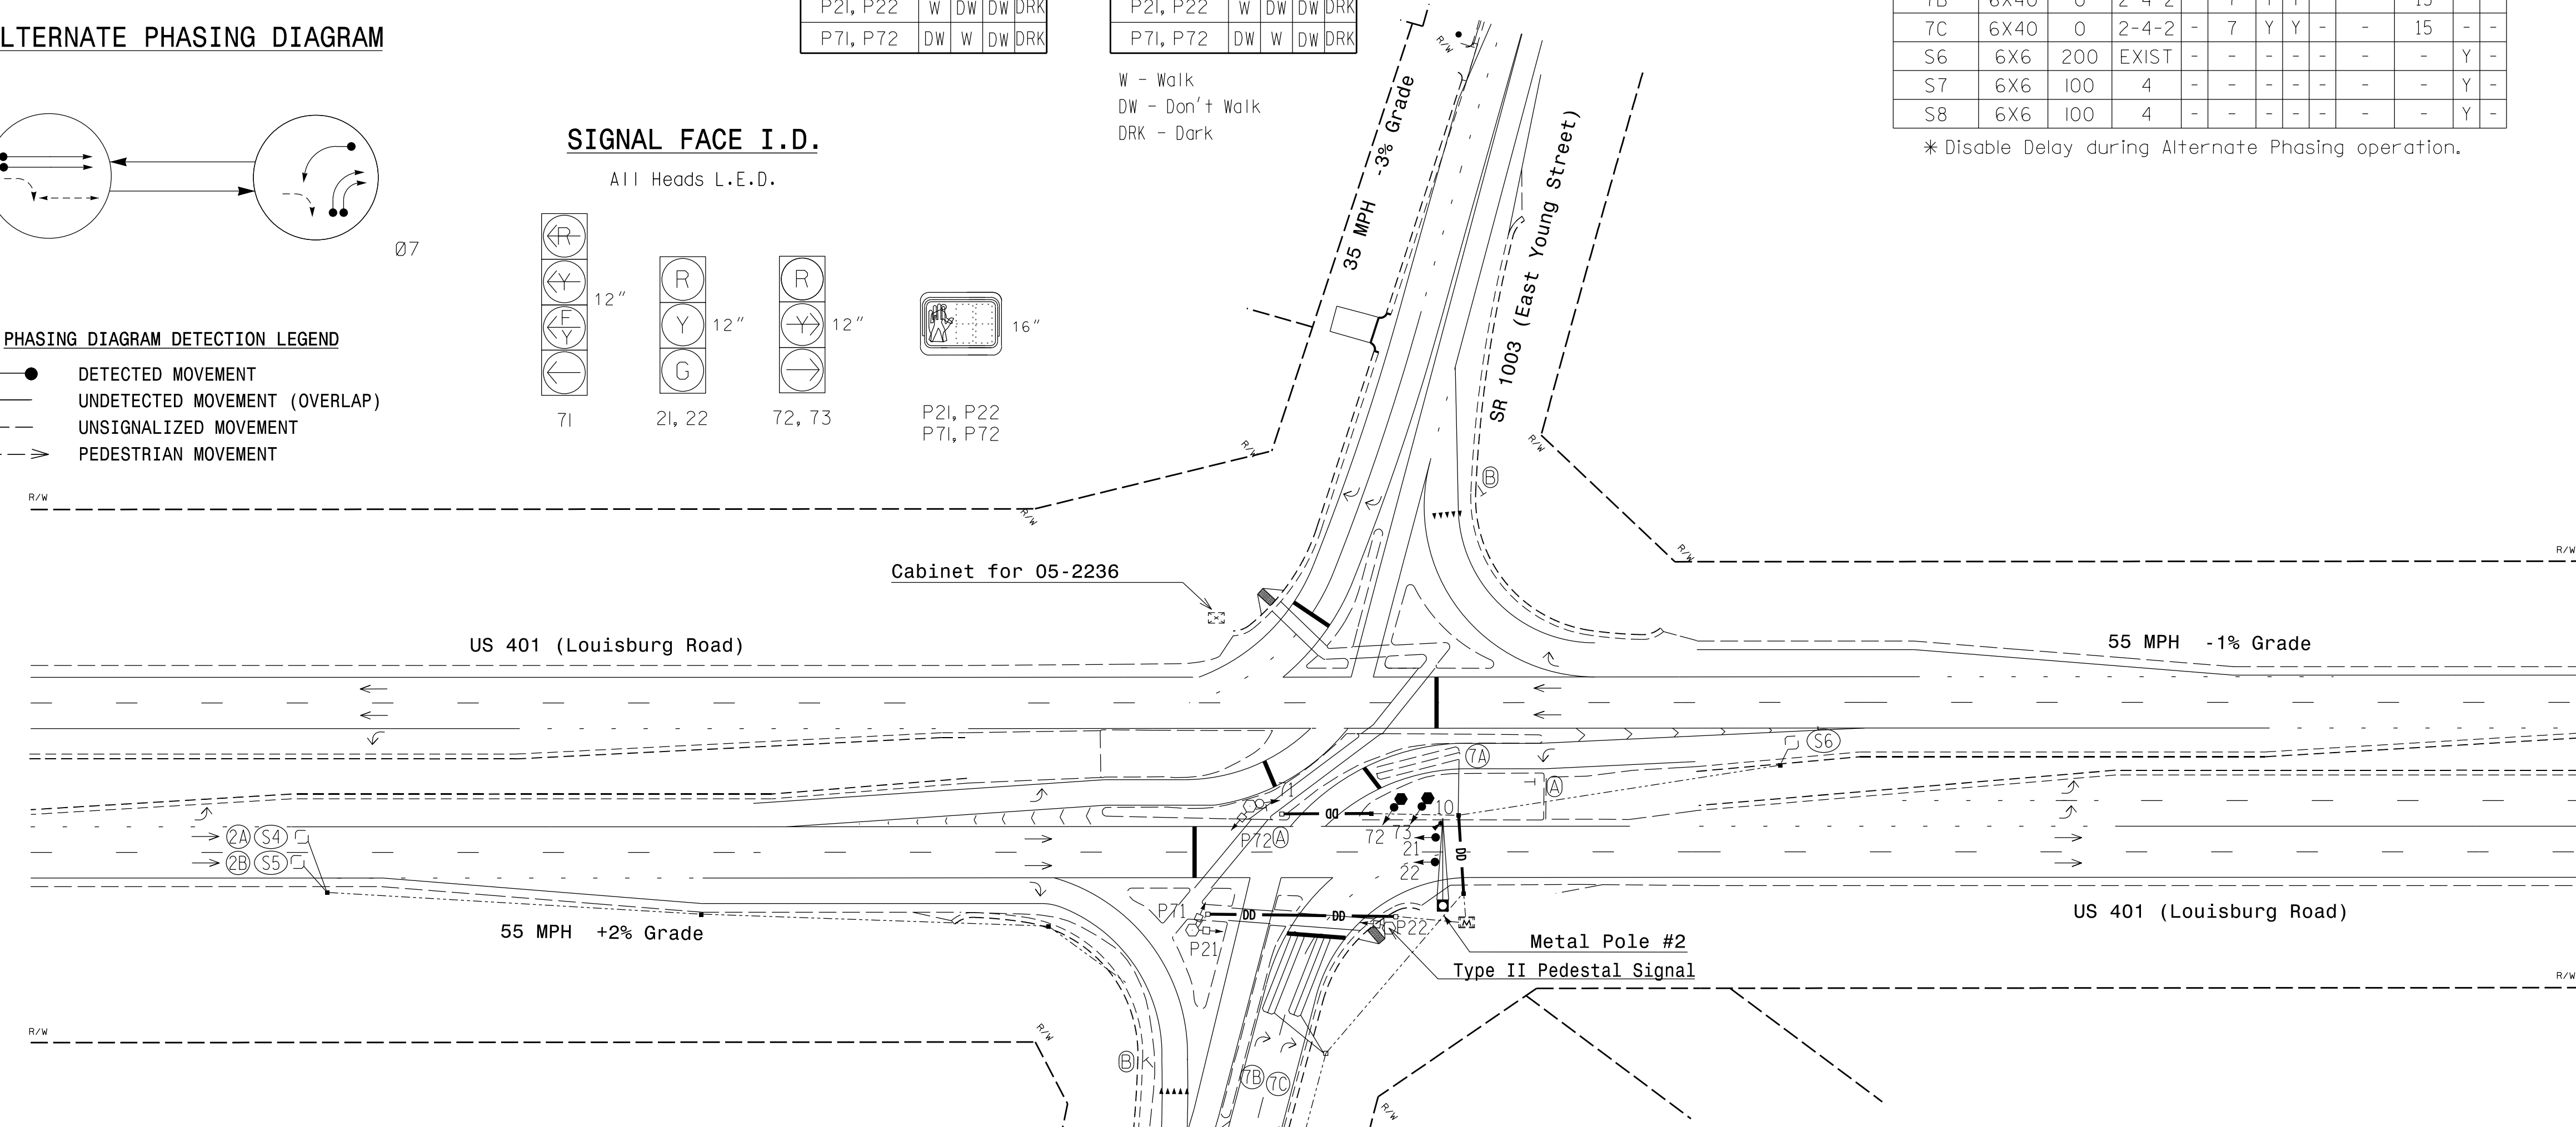 P21, P22 W DW DW DRK
P71, P72 DW W DW DRK
P21, P22 W DW DW DRK
P71, P72 DW W DW DRK
7C 6X40 0 2-4-2 - 7 Y Y - - 15 - -
S6 6X6 200 EXIST - - - - - - - Y -
S7 6X6 100 4 - - - - - - - Y -
S8 6X6 100 4 - - - - - - - Y -
* Disable Delay during Alternate Phasing operation.
LTERNATE PHASING DIAGRAM
Ø7
W - Walk
DW - Don't Walk
DRK - Dark
SIGNAL FACE I.D.
All Heads L.E.D.
R
Y
F
Y
12"
71
R
Y
G
12"
21, 22
R
Y
12"
72, 73
16"
P21, P22
P71, P72
PHASING DIAGRAM DETECTION LEGEND
DETECTED MOVEMENT
UNDETECTED MOVEMENT (OVERLAP)
UNSIGNALIZED MOVEMENT
PEDESTRIAN MOVEMENT
R/W
35 MPH -3% Grade
SR 1003 (East Young Street)
R/W
R/W
R/W
R/W
R/W
R/W
B
Cabinet for 05-2236
US 401 (Louisburg Road)
55 MPH -1% Grade
7A
S6
A
71
10
DD
72
73
P72
A
21
22
DD
2A S4
2B S5
P71
DD
DD
P22
M
P21
55 MPH +2% Grade
US 401 (Louisburg Road)
Metal Pole #2
Type II Pedestal Signal
R/W
R/W
R/W
B
7B
7C
R/W